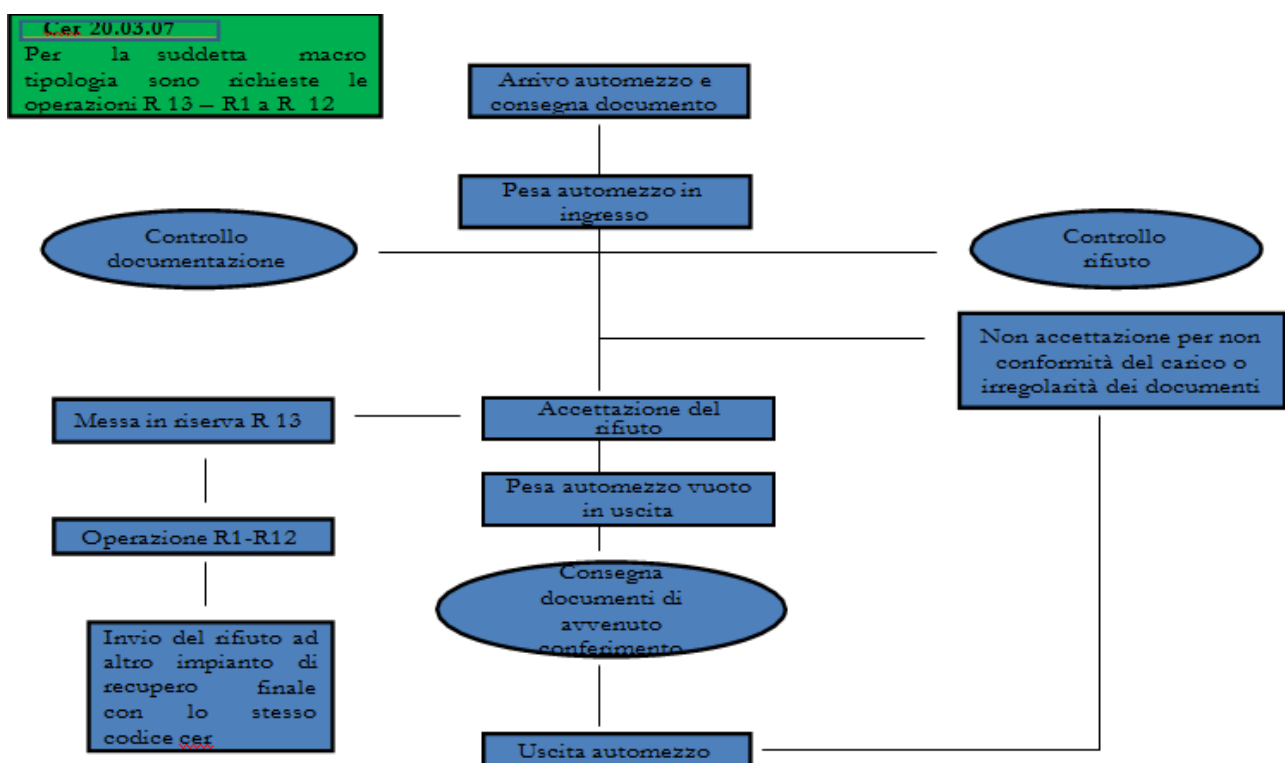 Cer 20.03.07
Per la suddetta macro
tipologia sono richieste le
operazioni R 13 – R1 a R 12
Arrivo automezzo e
consegna documento
Pesa automezzo in
ingresso
Controllo
documentazione
Controllo
rifiuto
Non accettazione per non
conformità del carico o
irregolarità dei documenti
Messa in riserva R 13
Accettazione del
rifiuto
Pesa automezzo vuoto
in uscita
Operazione R1-R12
Consegna
documenti di
avvenuto
conferimento
Invio del rifiuto ad
altro impianto di
recupero finale
con lo stesso
codice cer
Uscita automezzo